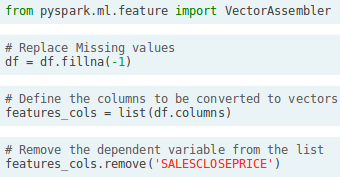 from pyspark.ml.feature import VectorAssembler
# Replace Missing values
df = df.fillna(-1)
# Define the columns to be converted to vectors
features_cols = list(df.columns)
# Remove the dependent variable from the list
features_cols.remove('SALESCLOSEPRICE')